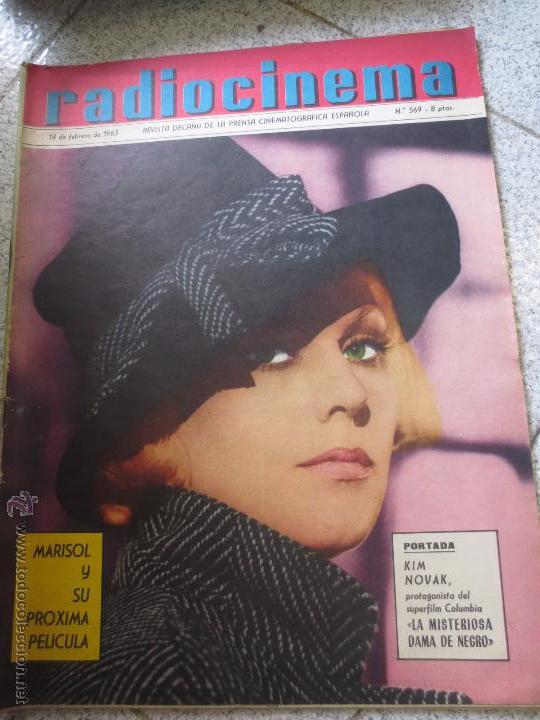 radiocinema
14 de febrero de 1963 REVISTA DECANA DE LA PRENSA CINEMATOGRAFICA ESPAÑOLA N.º 569 - 8 ptas.
MARISOL
y
SU
PROXIMA
PELICULA
PORTADA
KIM
NOVAK,
protagonista del
superfilm Columbia
«LA MISTERIOSA
DAMA DE NEGRO»
www.todocoleccion.net